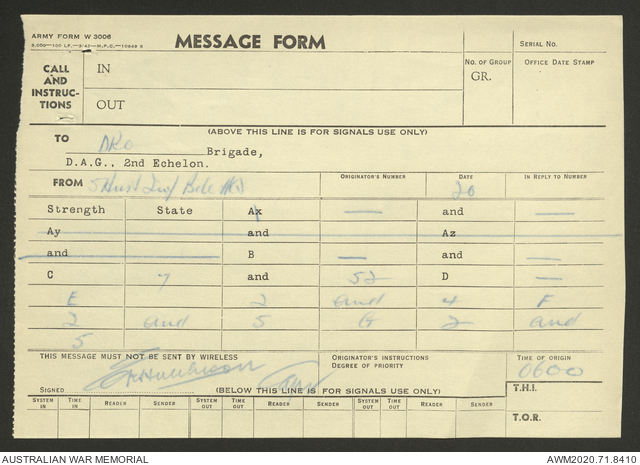 ARMY FORM W 3006
MESSAGE FORM
SERIAL No.
CALL AND INSTRUCTIONS
IN
No. OF GROUP
GR.
OFFICE DATE STAMP
OUT
(ABOVE THIS LINE IS FOR SIGNALS USE ONLY)
TO
Brigade,
D.A.G., 2nd Echelon.
FROM
ORIGINATOR'S NUMBER
DATE
IN REPLY TO NUMBER
20
Strength State Ax — and —
Ay and Az
and — B — and —
C 7 and 52 D —
E 2 and 4 F
2 and 5 G 2 and
5
THIS MESSAGE MUST NOT BE SENT BY WIRELESS
ORIGINATOR'S INSTRUCTIONS
DEGREE OF PRIORITY
TIME OF ORIGIN
0600
SIGNED
(BELOW THIS LINE IS FOR SIGNALS USE ONLY)
T.H.I.
SYSTEM IN TIME IN READER SENDER SYSTEM OUT TIME OUT READER SENDER SYSTEM OUT TIME OUT READER SENDER
T.O.R.
AUSTRALIAN WAR MEMORIAL
AWM2020.71.8410